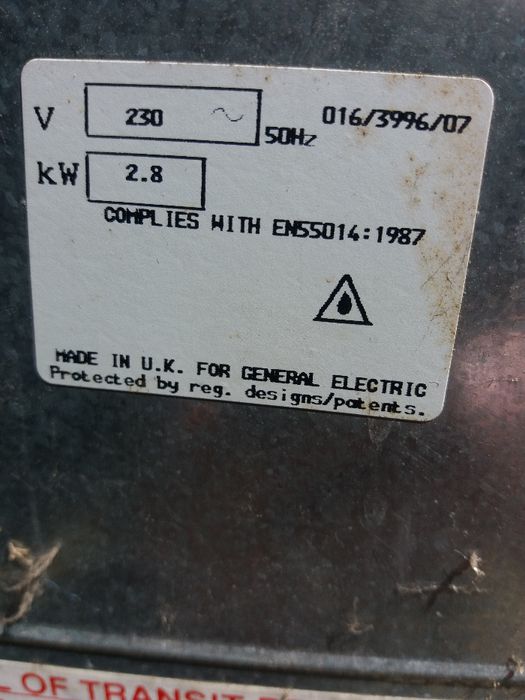 V 230 ~ 50Hz 016/3996/07
kW 2.8
COMPLIES WITH EN55014:1987
MADE IN U.K. FOR GENERAL ELECTRIC
Protected by reg. designs/patents.
OF TRANSIT